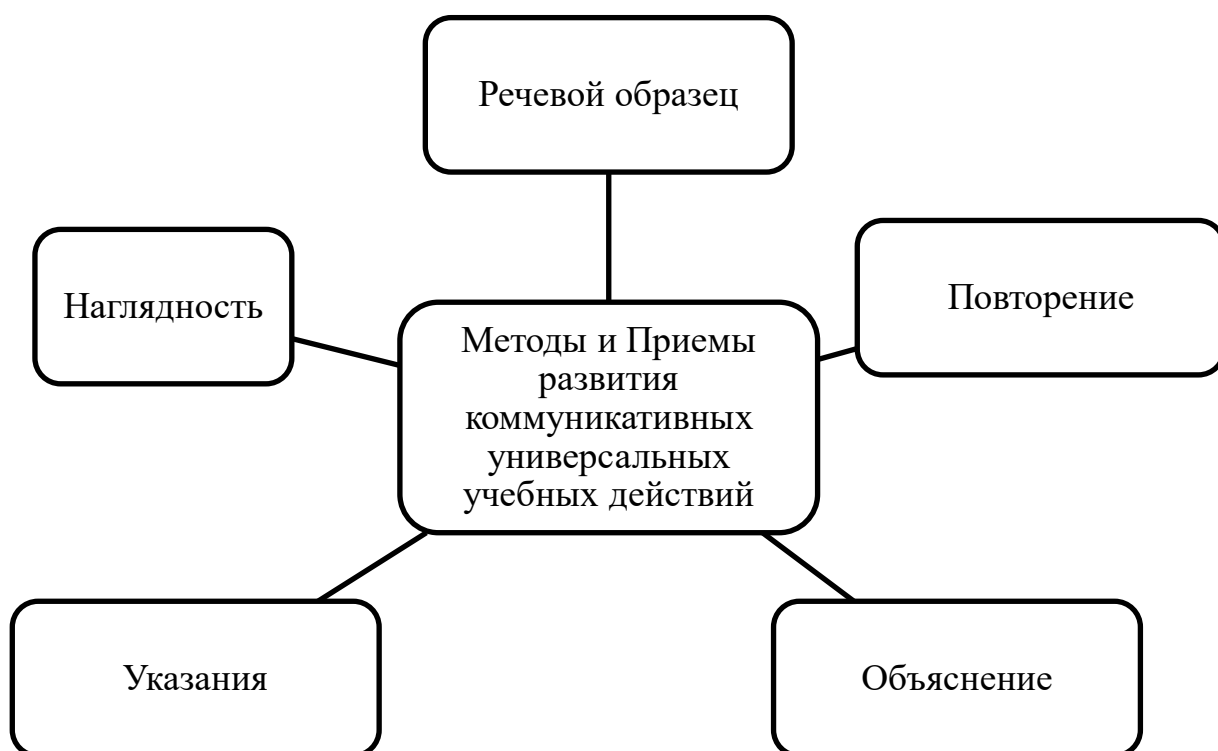 Речевой образец
Наглядность
Повторение
Методы и Приемы
развития
коммуникативных
универсальных
учебных действий
Указания
Объяснение